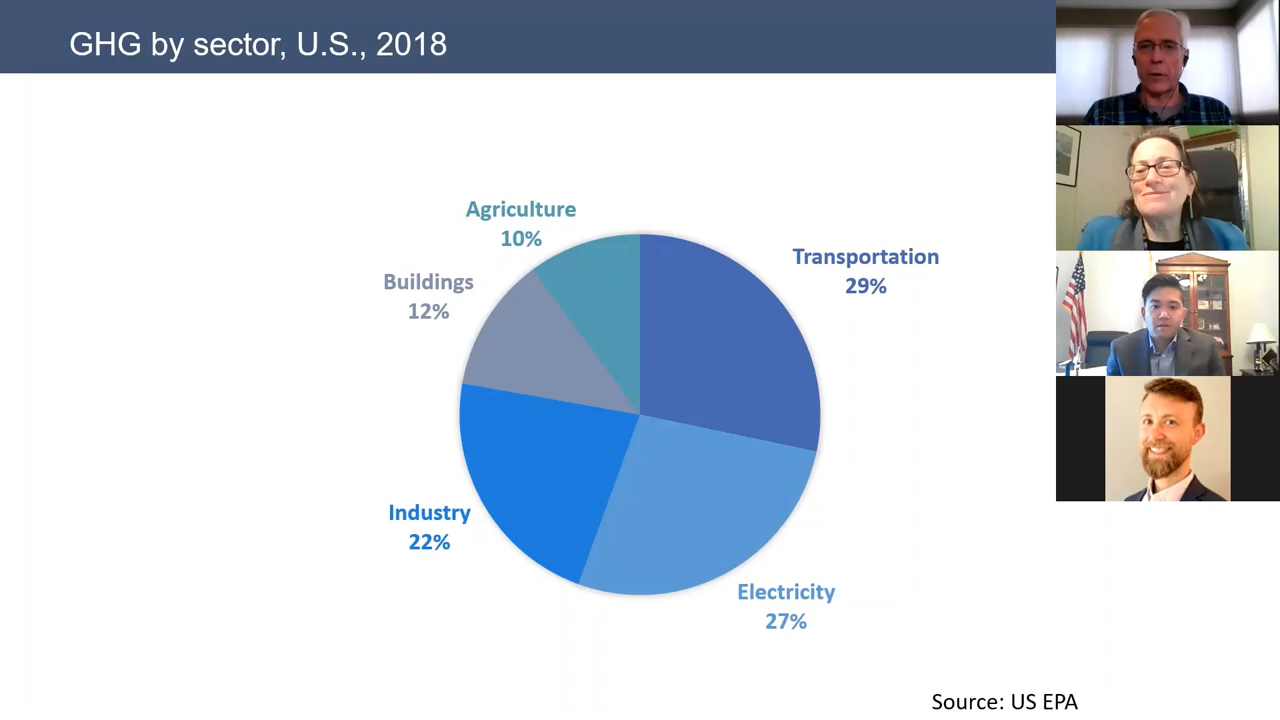 GHG by sector, U.S., 2018
Agriculture
10%
Transportation
29%
Buildings
12%
Industry
22%
Electricity
27%
Source: US EPA